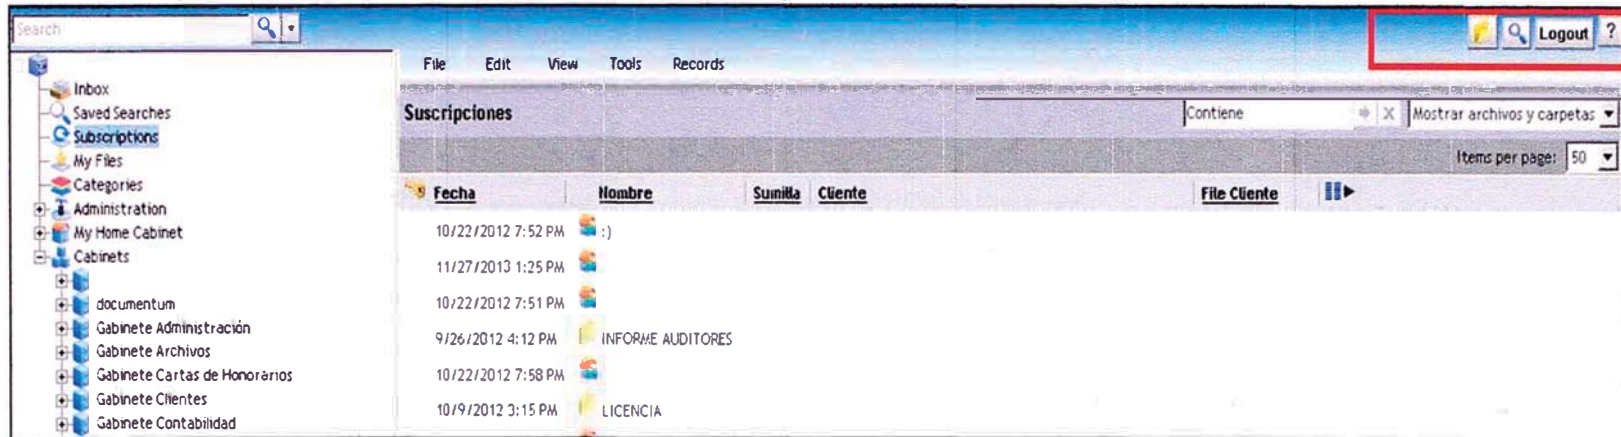 Search
Logout ?
File Edit View Tools Records
Inbox
Saved Searches
Subscriptions
My Files
Categories
Administration
My Home Cabinet
Cabinets
documentum
Gabinete Administración
Gabinete Archivos
Gabinete Cartas de Honorarios
Gabinete Clientes
Gabinete Contabilidad
Suscripciones
Contiene X Mostrar archivos y carpetas
Items per page: 50
Fecha Nombre Sumilla Cliente File Cliente
10/22/2012 7:52 PM :)
11/27/2013 1:25 PM
10/22/2012 7:51 PM
9/26/2012 4:12 PM INFORME AUDITORES
10/22/2012 7:58 PM
10/9/2012 3:15 PM LICENCIA